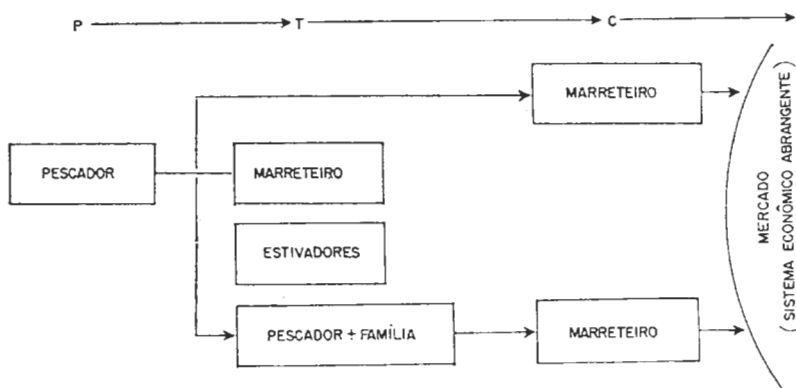 P T C
MARRETEIRO
PESCADOR
MARRETEIRO
ESTIVADORES
PESCADOR + FAMÍLIA
MARRETEIRO
MERCADO
(SISTEMA ECONÔMICO ABRANGENTE)